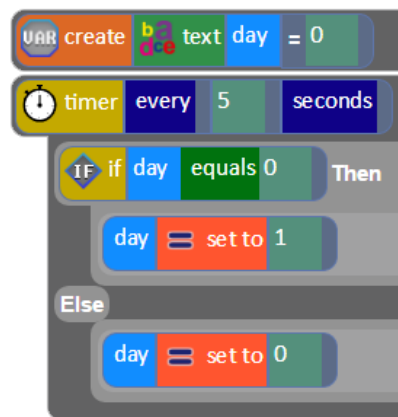 VAR create badce text day = 0
timer every 5 seconds
IF if day equals 0 Then
day = set to 1
Else
day = set to 0